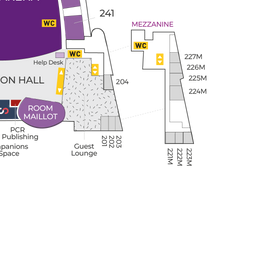 241
WC
MEZZANINE
WC
WC
Help Desk
227M
226M
225M
224M
ON HALL
204
ROOM
MAILLOT
PCR
Publishing
panions
Space
Guest
Lounge
201
202
203
221M
222M
223M